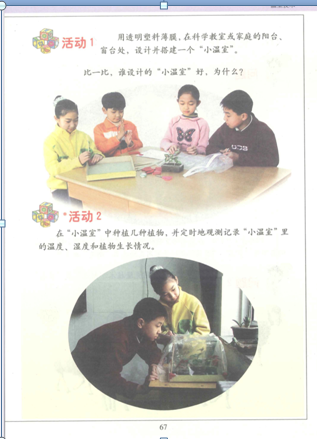 活动1
用透明塑料薄膜,在科学教室或家庭的阳台、
窗台处,设计并搭建一个“小温室”。
比一比,谁设计的“小温室”好,为什么?
*活动2
在“小温室”中种植几种植物,并定时地观测记录“小温室”里
的温度、湿度和植物生长情况。
67